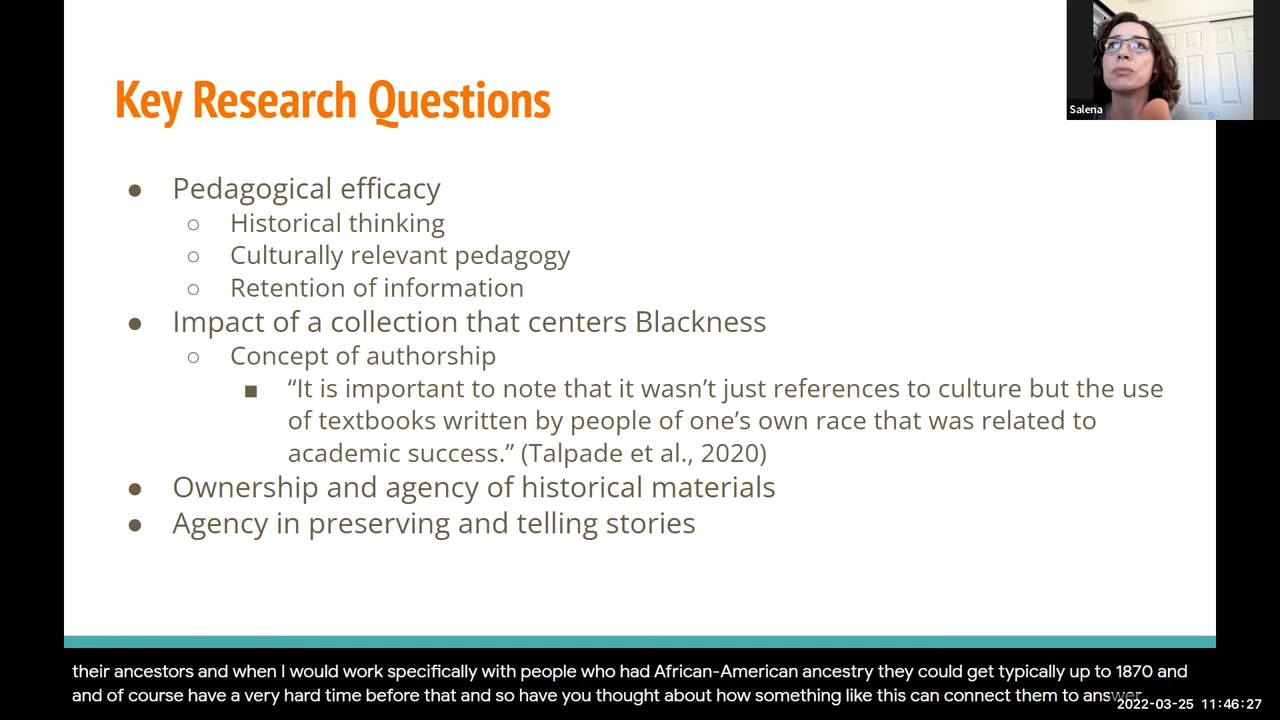 Key Research Questions
Salena
● Pedagogical efficacy
○ Historical thinking
○ Culturally relevant pedagogy
○ Retention of information
● Impact of a collection that centers Blackness
○ Concept of authorship
■ “It is important to note that it wasn’t just references to culture but the use
of textbooks written by people of one’s own race that was related to
academic success.” (Talpade et al., 2020)
● Ownership and agency of historical materials
● Agency in preserving and telling stories
their ancestors and when I would work specifically with people who had African-American ancestry they could get typically up to 1870 and
and of course have a very hard time before that and so have you thought about how something like this can connect them to answer
2022-03-25 11:46:27